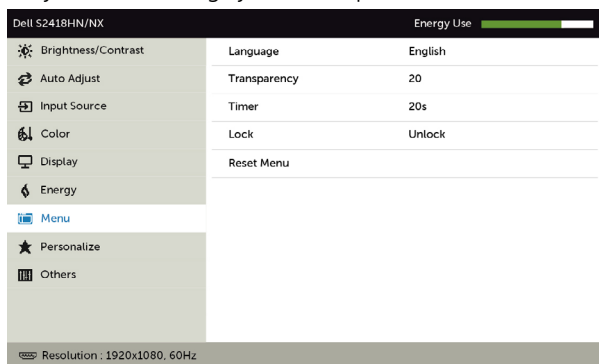 Dell S2418HN/NX Energy Use
Brightness/Contrast
Auto Adjust
Input Source
Color
Display
Energy
Menu
Personalize
Others
Language English
Transparency 20
Timer 20s
Lock Unlock
Reset Menu
Resolution : 1920x1080, 60Hz